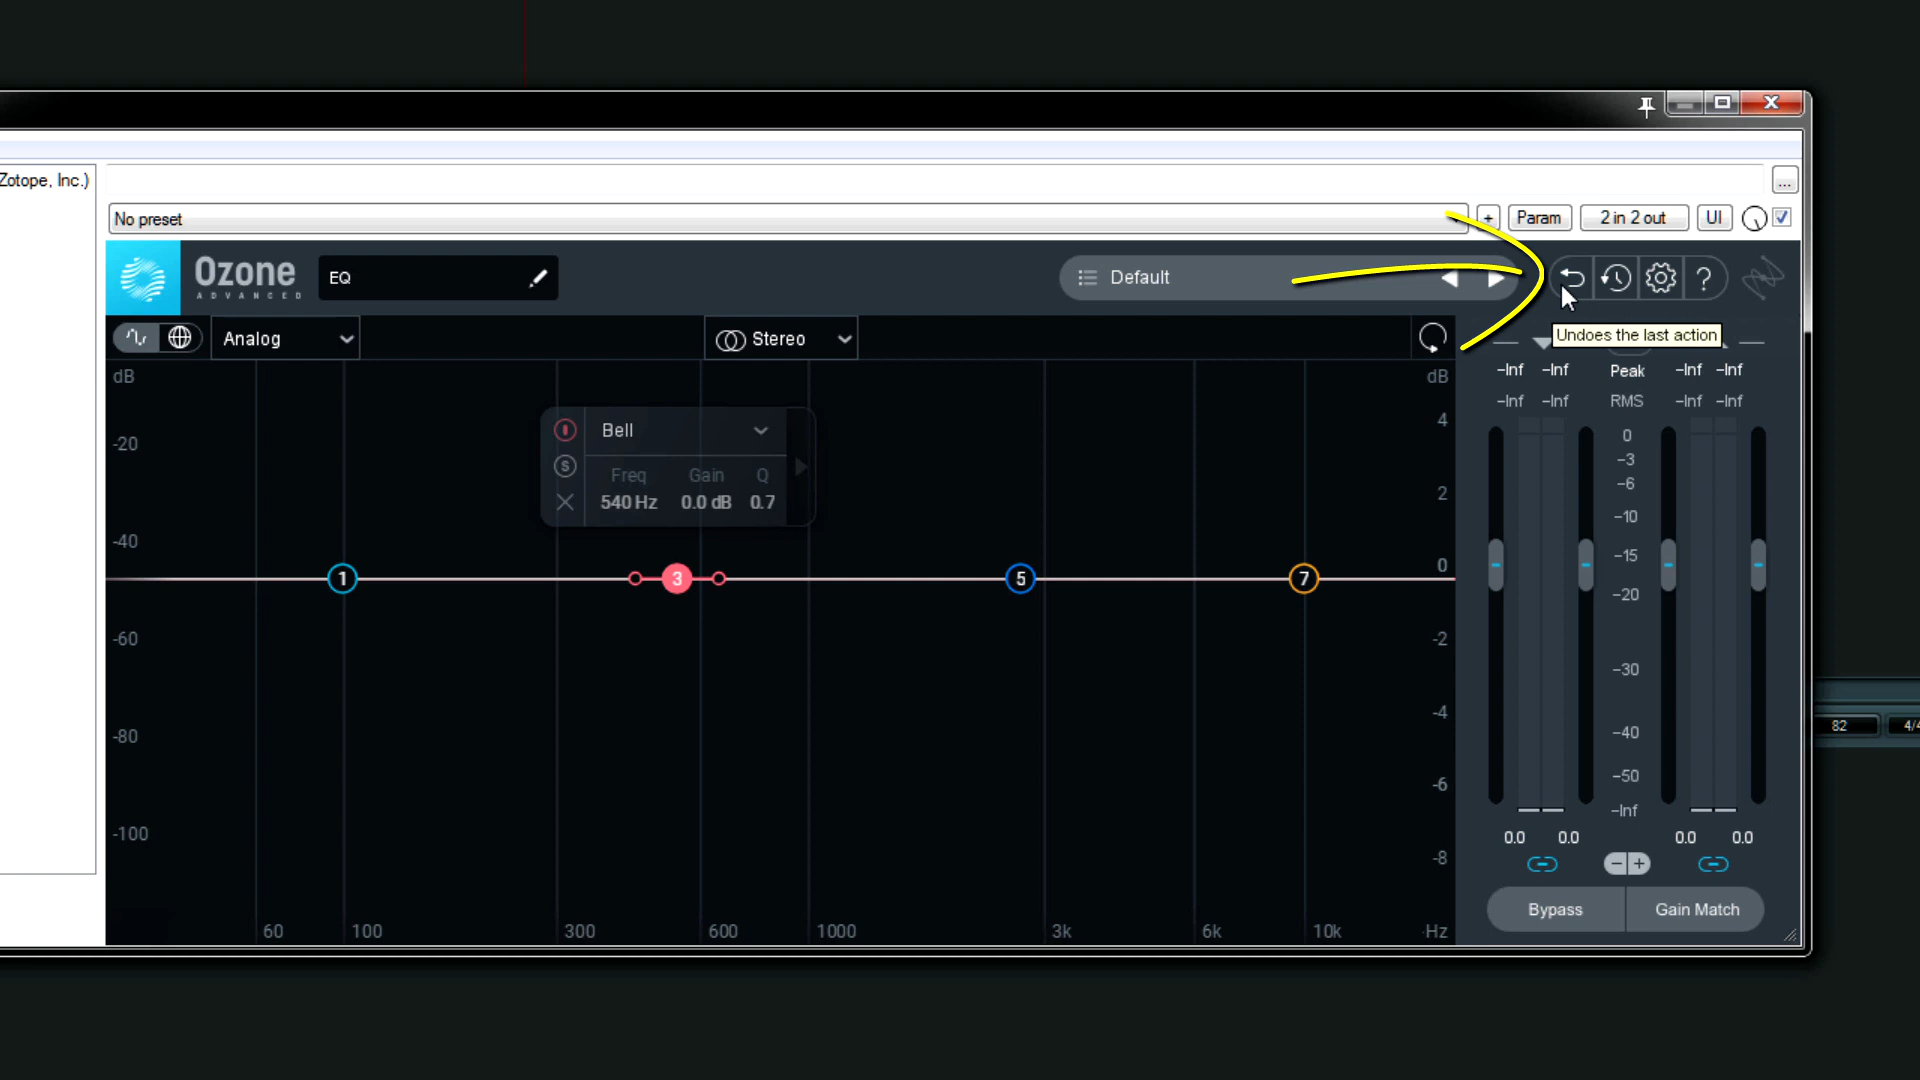 Zotope, Inc.)
...
No preset
+ Param 2 in 2 out UI
Ozone
ADVANCED
EQ
Default
?
Analog
Stereo
Undoes the last action
dB
-20
-40
-60
-80
-100
Bell
S
Freq Gain Q
540 Hz 0.0 dB 0.7
1 3 5 7
dB
4
2
0
-2
-4
-6
-8
60 100 300 600 1000 3k 6k 10k Hz
-Inf -Inf Peak -Inf -Inf
-Inf -Inf RMS -Inf -Inf
0
-3
-6
-10
-15
-20
-30
-40
-50
-Inf
0.0 0.0 0.0 0.0
Bypass Gain Match
82 4/4